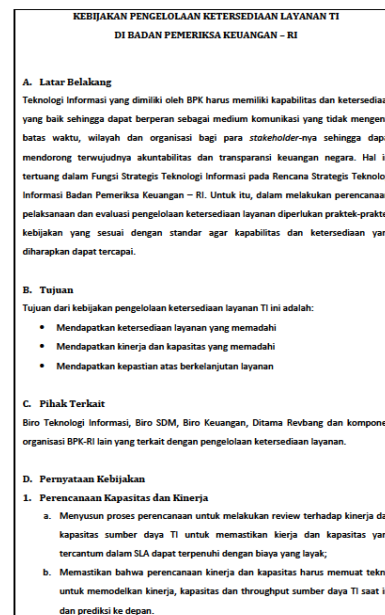 KEBIJAKAN PENGELOLAAN KETERSEDIAAN LAYANAN TI
DI BADAN PEMERIKSA KEUANGAN – RI
A. Latar Belakang
Teknologi Informasi yang dimiliki oleh BPK harus memiliki kapabilitas dan ketersediaa
yang baik sehingga dapat berperan sebagai medium komunikasi yang tidak mengen
batas waktu, wilayah dan organisasi bagi para stakeholder-nya sehingga dapa
mendorong terwujudnya akuntabilitas dan transparasi keuangan negara. Hal i
tertuang dalam Fungsi Strategis Teknologi Informasi pada Rencana Strategis Teknolo
Informasi Badan Pemeriksa Keuangan – RI. Untuk itu, dalam melakukan perencanaa
pelaksanaan dan evaluasi pengelolaan ketersediaan layanan diperlukan praktek-prakte
kebijakan yang sesuai dengan standar agar kapabilitas dan ketersediaan yan
diharapkan dapat tercapai.
B. Tujuan
Tujuan dari kebijakan pengelolaan ketersediaan layanan TI ini adalah:
• Mendapatkan ketersediaan layanan yang memadahi
• Mendapatkan kinerja dan kapasitas yang memadahi
• Mendapatkan kepastian atas berkelanjutan layanan
C. Pihak Terkait
Biro Teknologi Informasi, Biro SDM, Biro Keuangan, Ditama Revbang dan kompone
organisasi BPK-RI lain yang terkait dengan pengelolaan ketersediaan layanan.
D. Pernyataan Kebijakan
1. Perencanaan Kapasitas dan Kinerja
a. Menyusun proses perencanaan untuk melakukan review terhadap kinerja da
kapasitas sumber daya TI untuk memastikan kierja dan kapasitas yan
tercantum dalam SLA dapat terpenuhi dengan biaya yang layak;
b. Memastikan bahwa perencanaan kinerja dan kapasitas harus memuat tekn
untuk memodelkan kinerja, kapasitas dan throughput sumber daya TI saat i
dan prediksi ke depan.